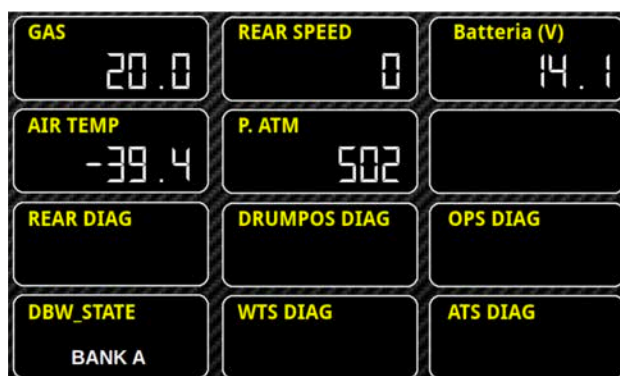 GAS REAR SPEED Batteria (V)
20.0 0 14.1
AIR TEMP P. ATM
-39.4 502
REAR DIAG DRUMPOS DIAG OPS DIAG
DBW_STATE WTS DIAG ATS DIAG
BANK A